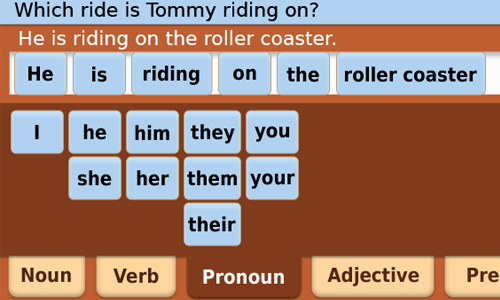 Which ride is Tommy riding on?
He is riding on the roller coaster.
He is riding on the roller coaster
I he him they you
she her them your
their
Noun Verb Pronoun Adjective Pre